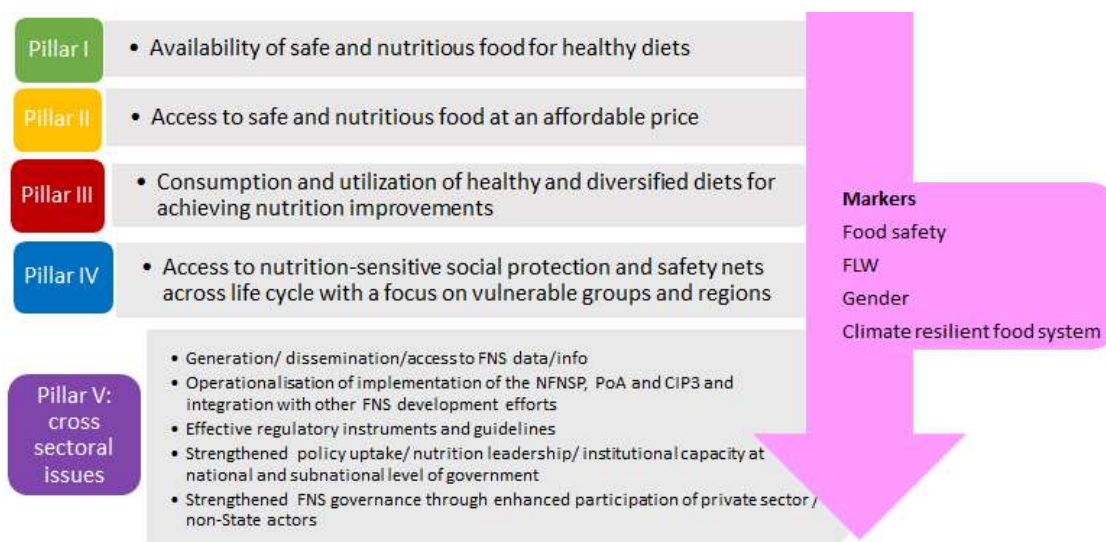 Pillar I
• Availability of safe and nutritious food for healthy diets
Pillar II
• Access to safe and nutritious food at an affordable price
Pillar III
• Consumption and utilization of healthy and diversified diets for
achieving nutrition improvements
Pillar IV
• Access to nutrition-sensitive social protection and safety nets
across life cycle with a focus on vulnerable groups and regions
Pillar V:
cross
sectoral
issues
• Generation/ dissemination/access to FNS data/info
• Operationalisation of implementation of the NFNSP, PoA and CIP3 and
integration with other FNS development efforts
• Effective regulatory instruments and guidelines
• Strengthened policy uptake/ nutrition leadership/ institutional capacity at
national and subnational level of government
• Strengthened FNS governance through enhanced participation of private sector /
non-State actors
Markers
Food safety
FLW
Gender
Climate resilient food system